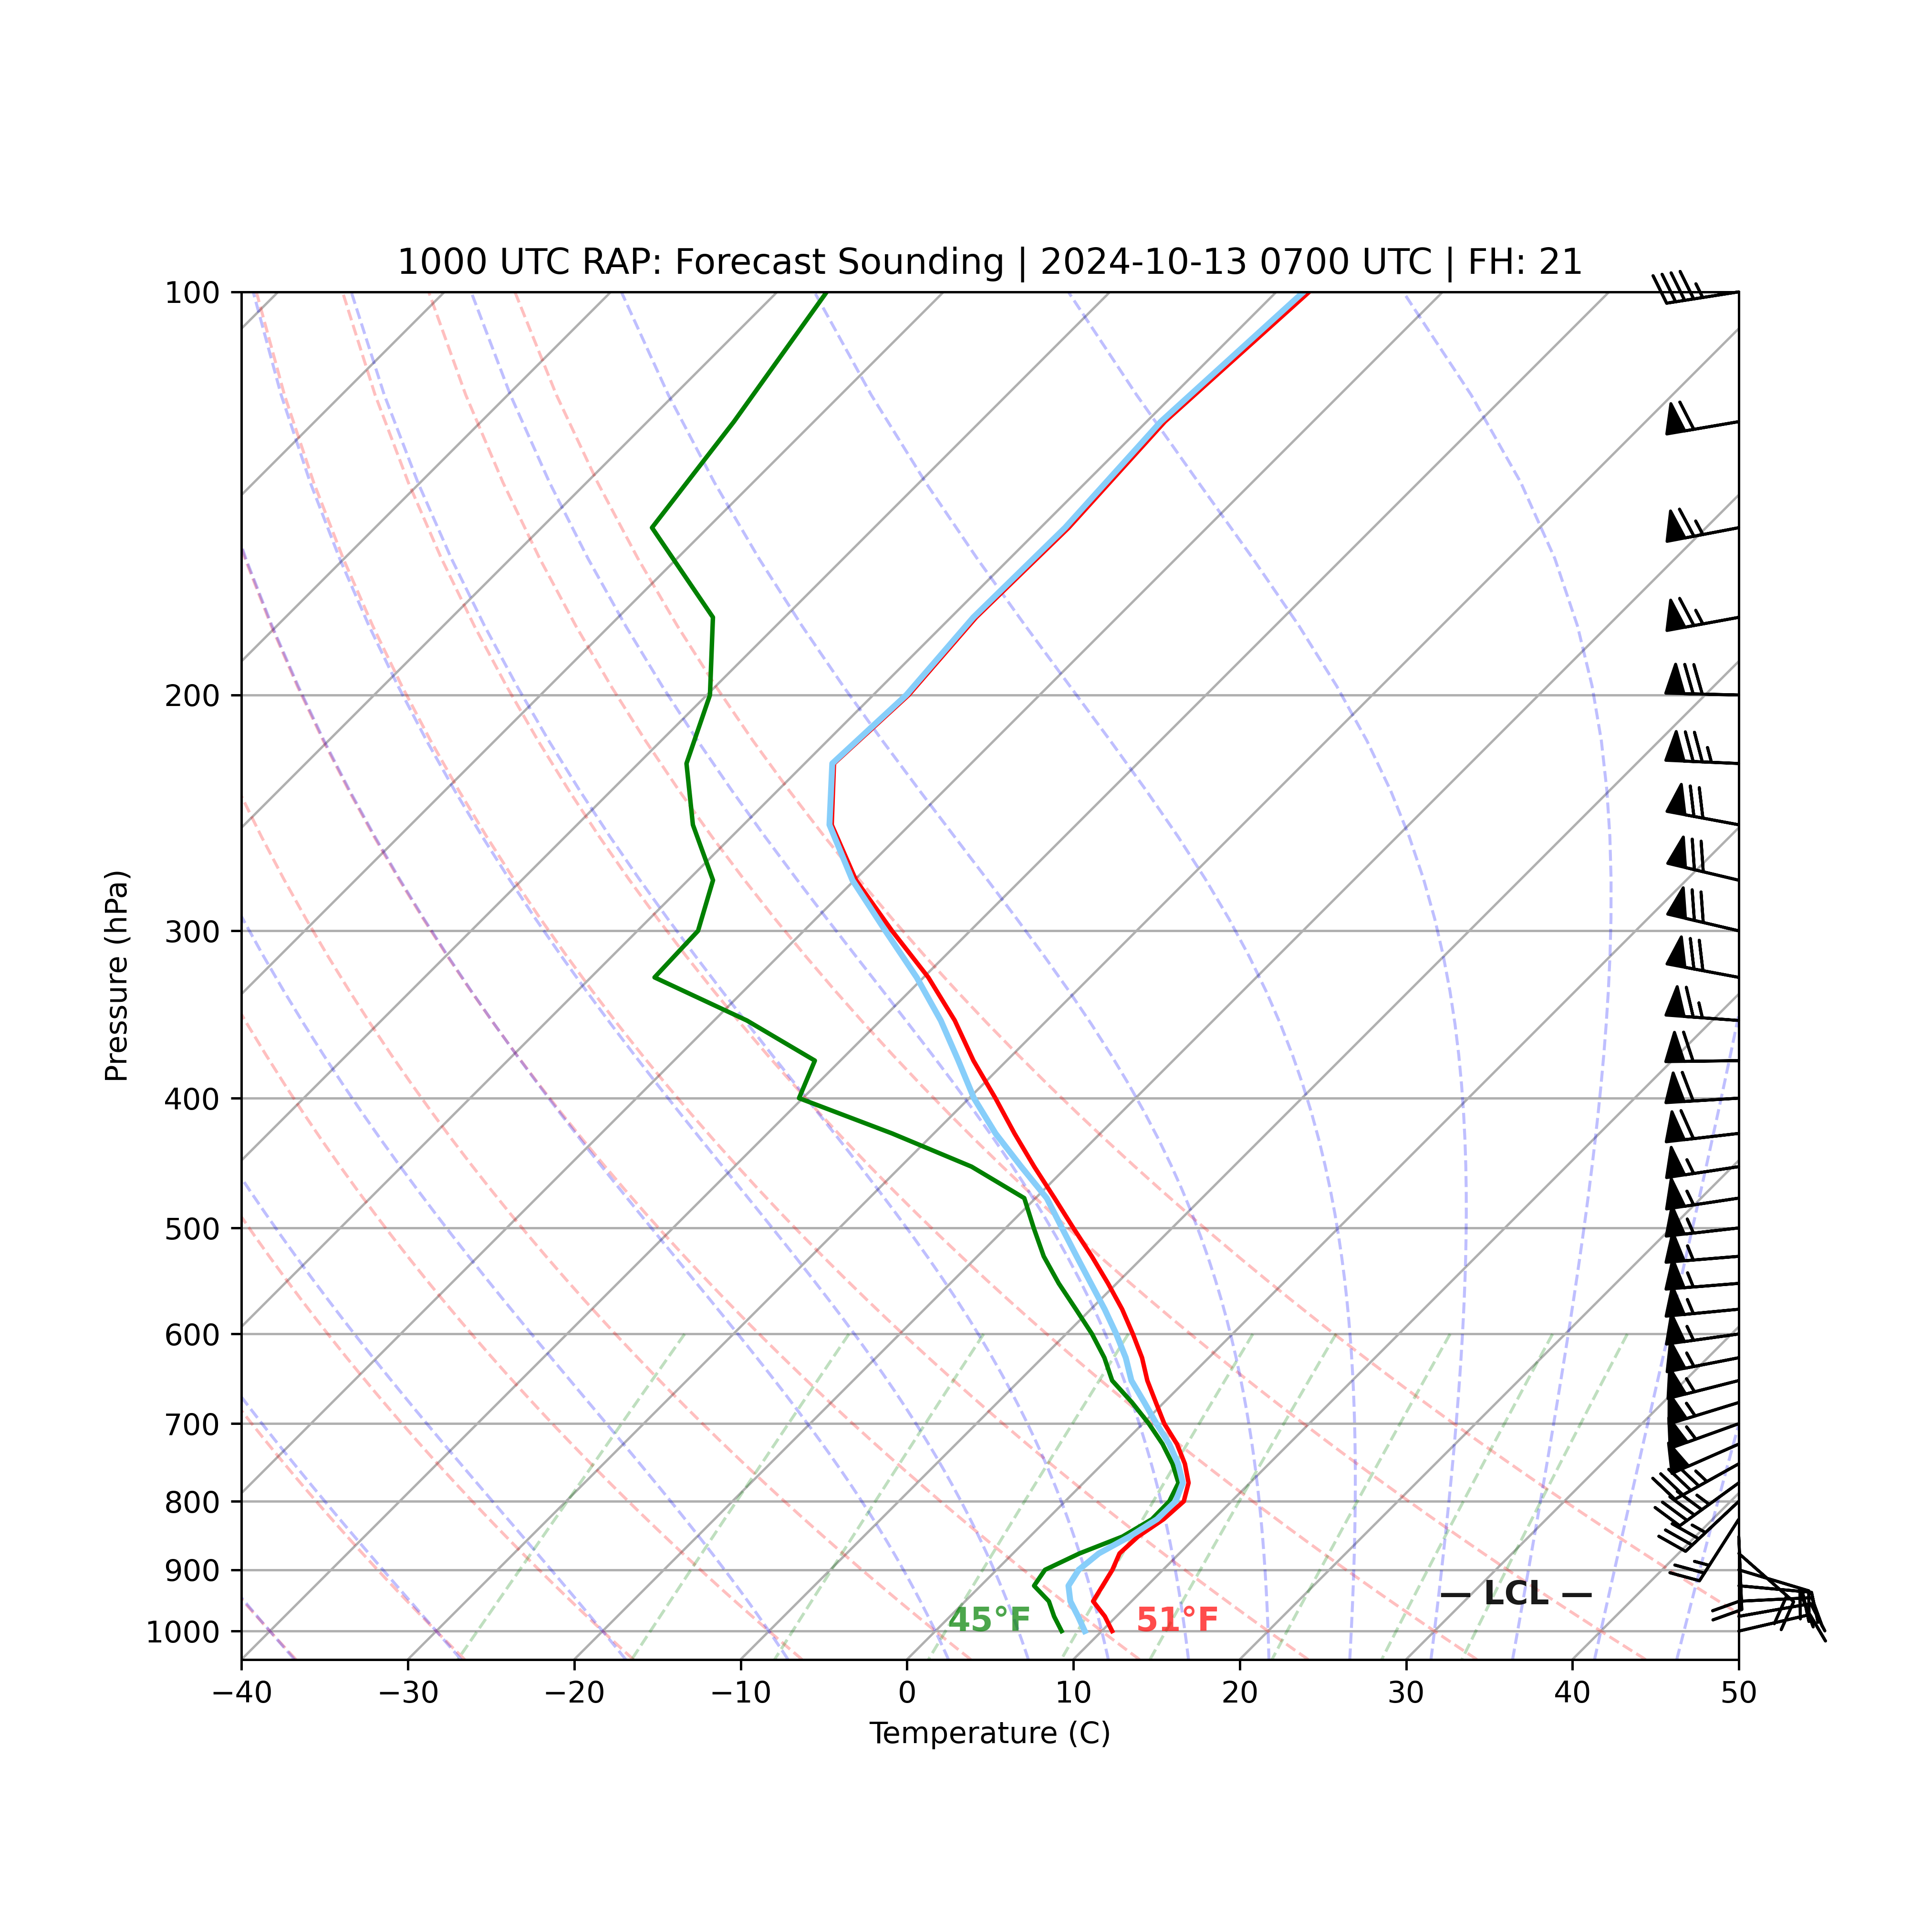 1000 UTC RAP: Forecast Sounding | 2024-10-13 0700 UTC | FH: 21
100
200
300
400
500
600
700
800
900
1000
Pressure (hPa)
— LCL —
45°F 51°F
−40 −30 −20 −10 0 10 20 30 40 50
Temperature (C)